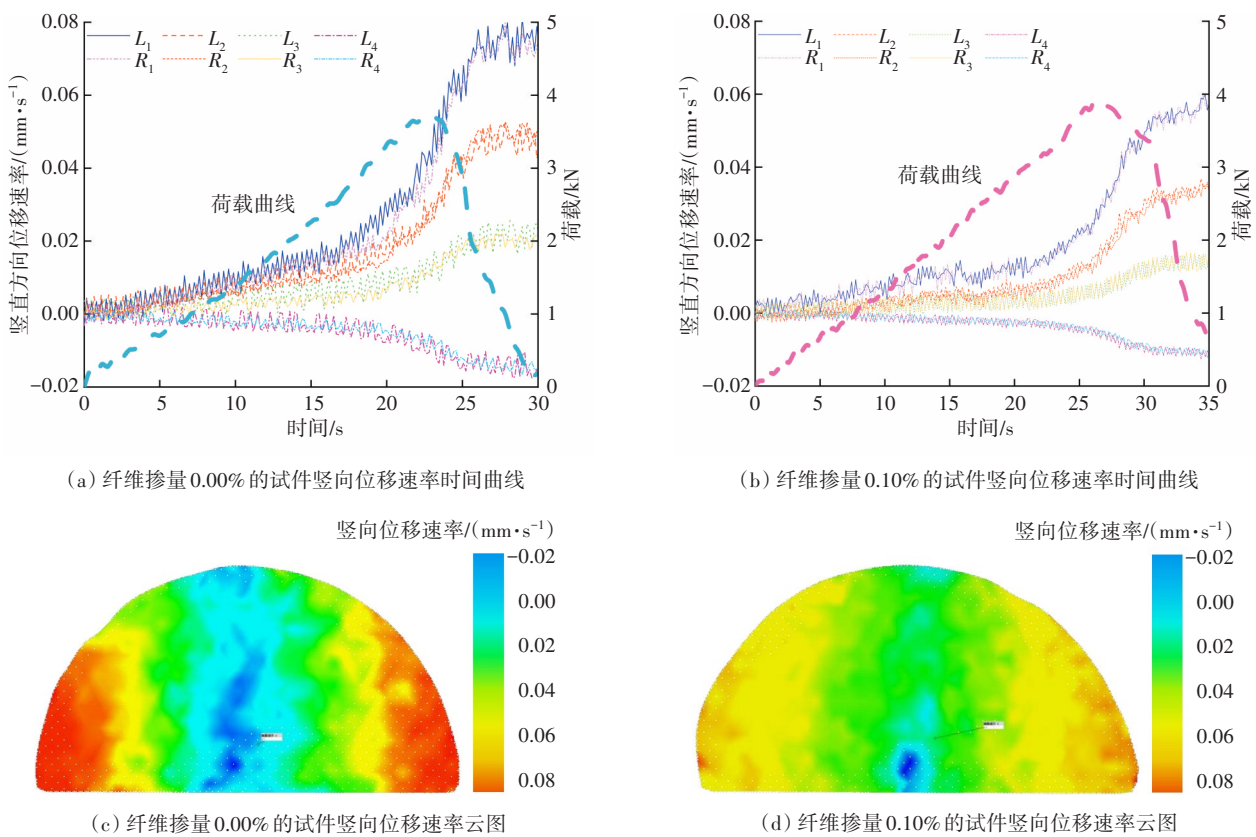 0.08
0.06
0.04
0.02
0.00
−0.02
竖直方向位移速率/(mm·s⁻¹)
L₁ L₂ L₃ L₄
R₁ R₂ R₃ R₄
荷载曲线
5
4
3
2
1
0
荷载/kN
0 5 10 15 20 25 30
时间/s
(a) 纤维掺量0.00%的试件竖向位移速率时间曲线
0.08
0.06
0.04
0.02
0.00
−0.02
竖直方向位移速率/(mm·s⁻¹)
L₁ L₂ L₃ L₄
R₁ R₂ R₃ R₄
荷载曲线
5
4
3
2
1
0
荷载/kN
0 5 10 15 20 25 30 35
时间/s
(b) 纤维掺量0.10%的试件竖向位移速率时间曲线
竖向位移速率/(mm·s⁻¹)
−0.02
0.00
0.02
0.04
0.06
0.08
(c) 纤维掺量0.00%的试件竖向位移速率云图
竖向位移速率/(mm·s⁻¹)
−0.02
0.00
0.02
0.04
0.06
0.08
(d) 纤维掺量0.10%的试件竖向位移速率云图